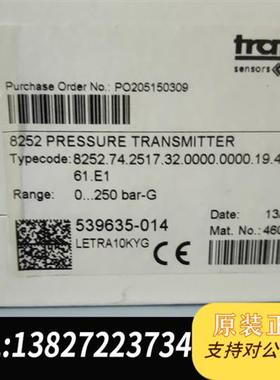 tra
sensors
Purchase Order No.: PO205150309
8252 PRESSURE TRANSMITTER
Typecode: 8252.74.2517.32.0000.0000.19.4
61.E1
Range: 0...250 bar-G
539635-014
LETRA10KYG
CE
Date: 13.
Mat. No.: 460
:13827223734
原装正
支持对公